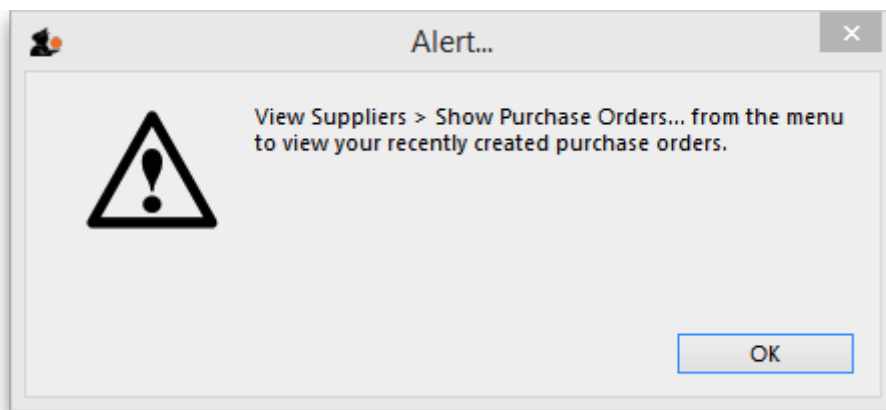 Alert...
View Suppliers > Show Purchase Orders... from the menu
to view your recently created purchase orders.
OK